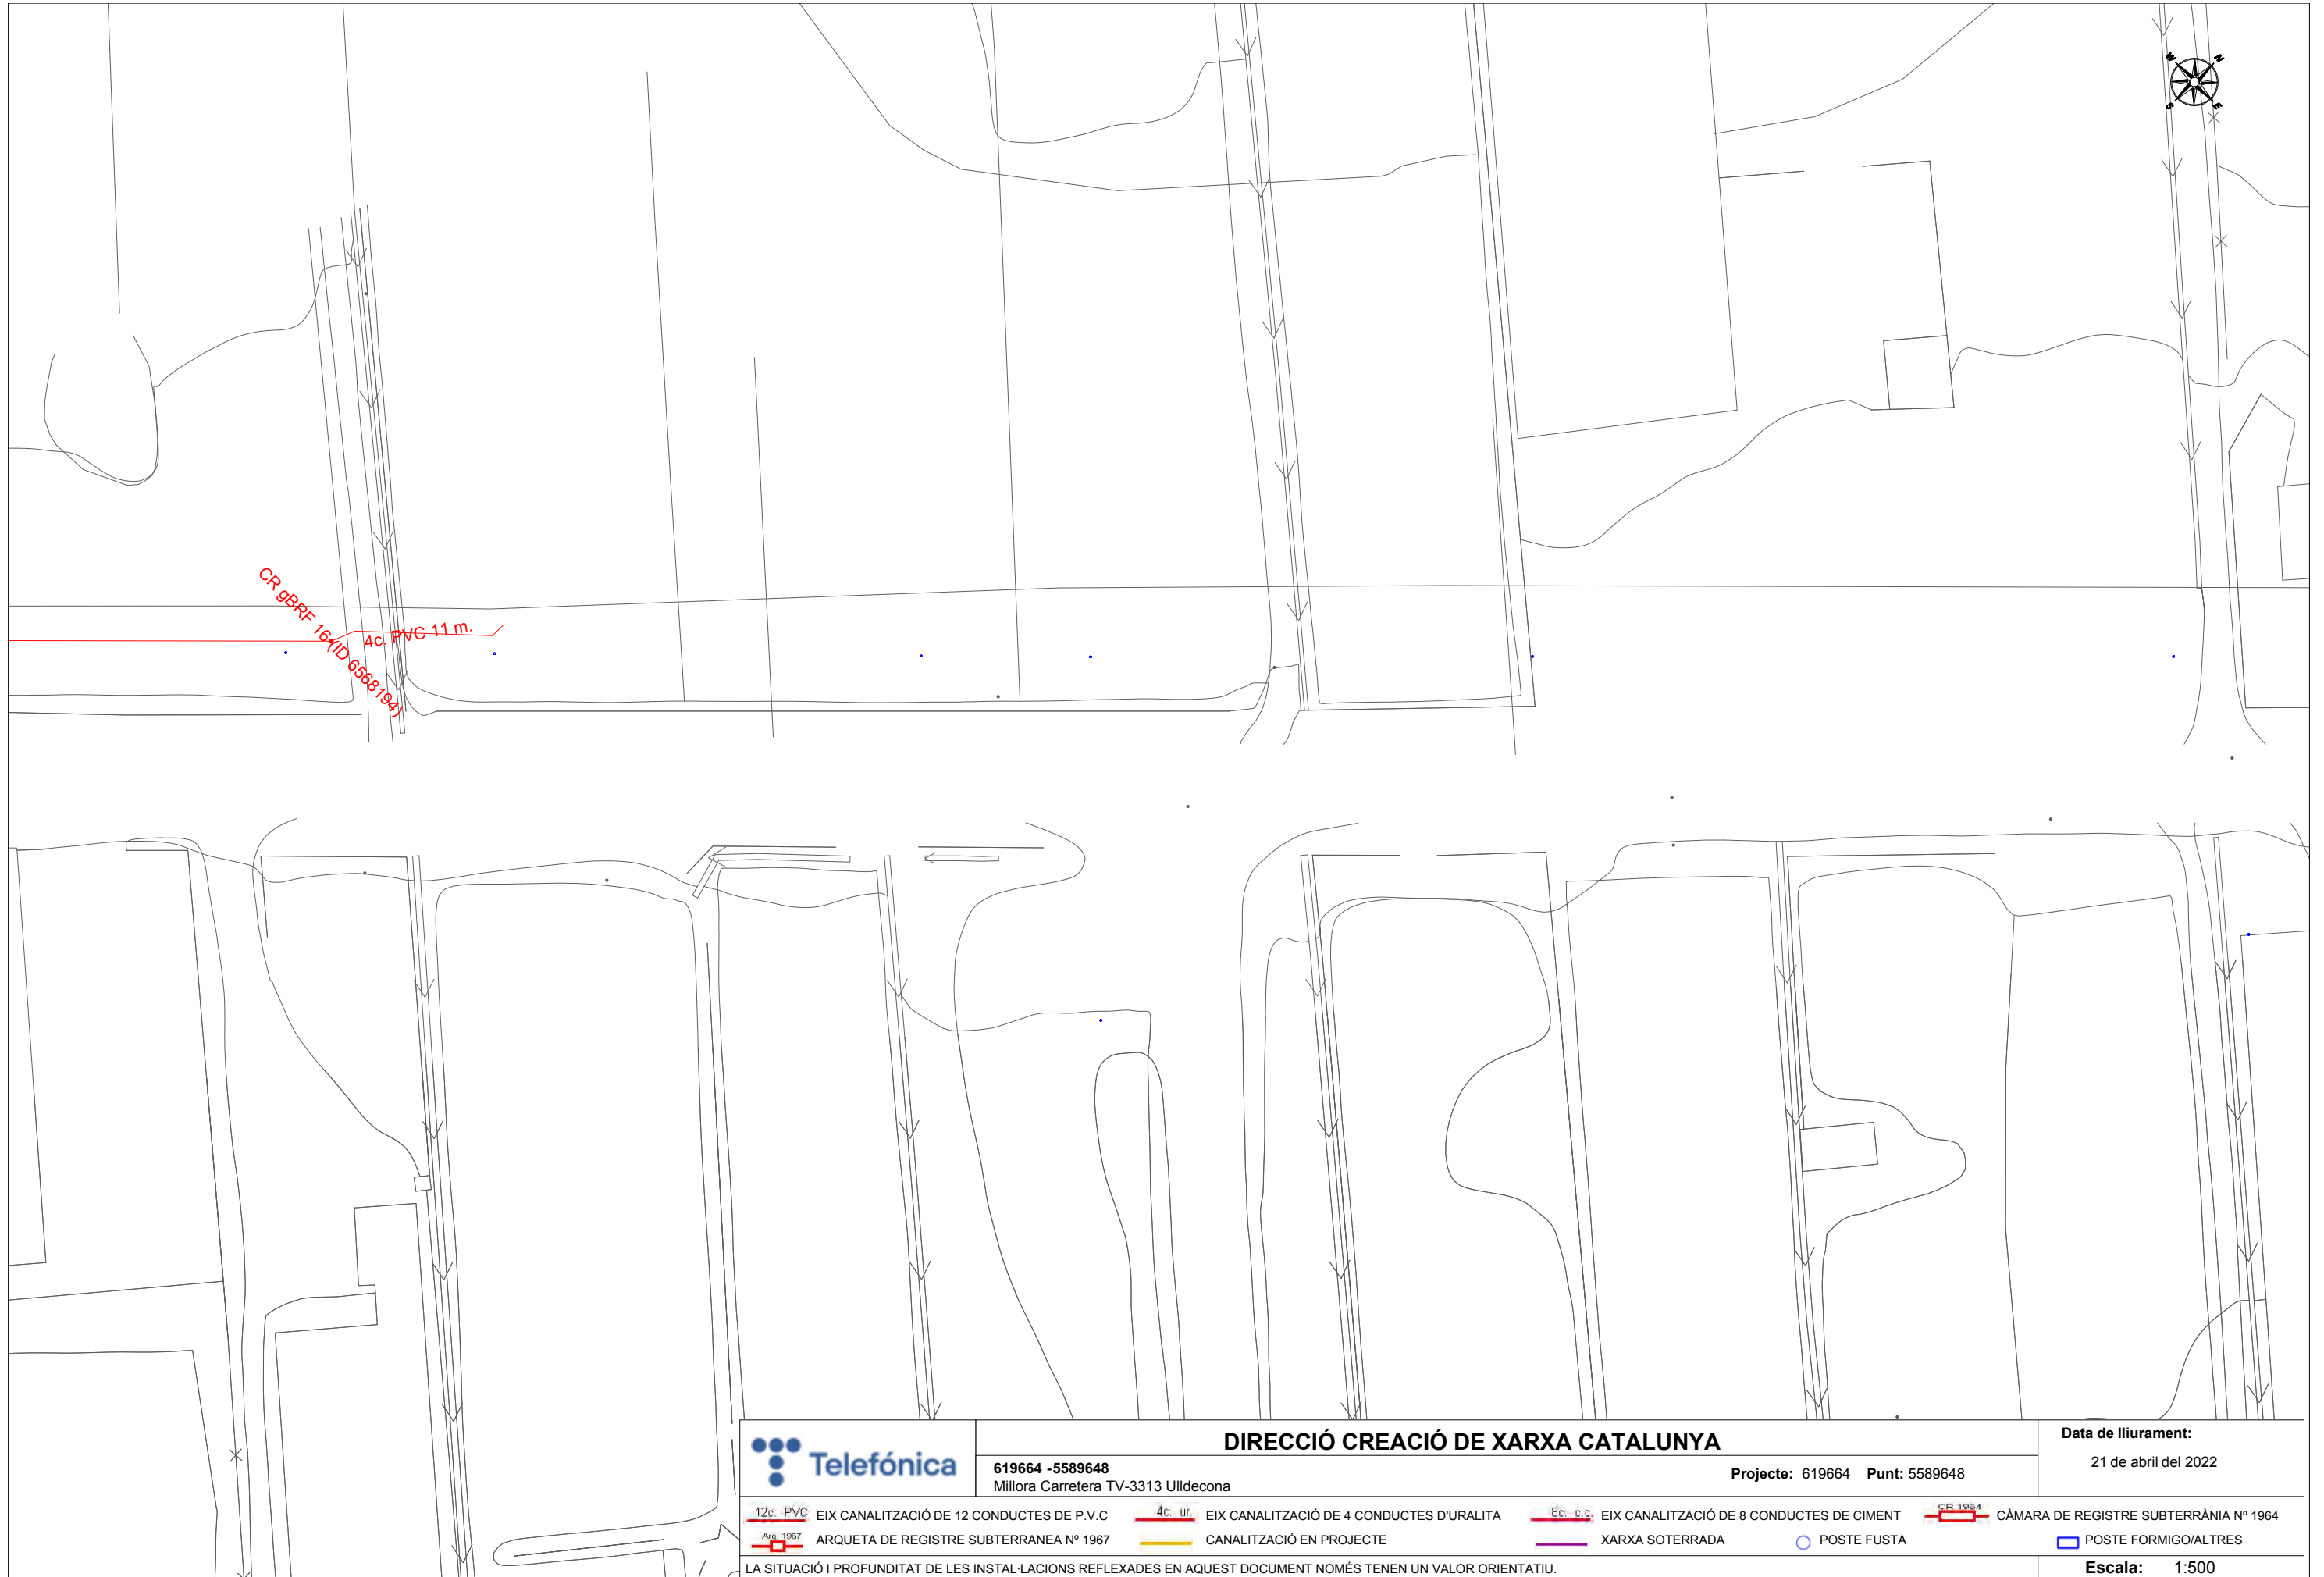 W N
S E
CR gBRF 16 (ID 6568194)
4c. PVC 11 m.
Telefónica
DIRECCIÓ CREACIÓ DE XARXA CATALUNYA
619664 -5589648
Millora Carretera TV-3313 Ulldecona
Projecte: 619664 Punt: 5589648
Data de lliurament:
21 de abril del 2022
12c. PVC EIX CANALITZACIÓ DE 12 CONDUCTES DE P.V.C
4c. ur. EIX CANALITZACIÓ DE 4 CONDUCTES D'URALITA
8c. c.c. EIX CANALITZACIÓ DE 8 CONDUCTES DE CIMENT
CR 1964 CÀMARA DE REGISTRE SUBTERRÀNIA Nº 1964
Arq. 1967 ARQUETA DE REGISTRE SUBTERRANEA Nº 1967
CANALITZACIÓ EN PROJECTE
XARXA SOTERRADA
POSTE FUSTA
POSTE FORMIGO/ALTRES
LA SITUACIÓ I PROFUNDITAT DE LES INSTAL·LACIONS REFLEXADES EN AQUEST DOCUMENT NOMÉS TENEN UN VALOR ORIENTATIU.
Escala: 1:500